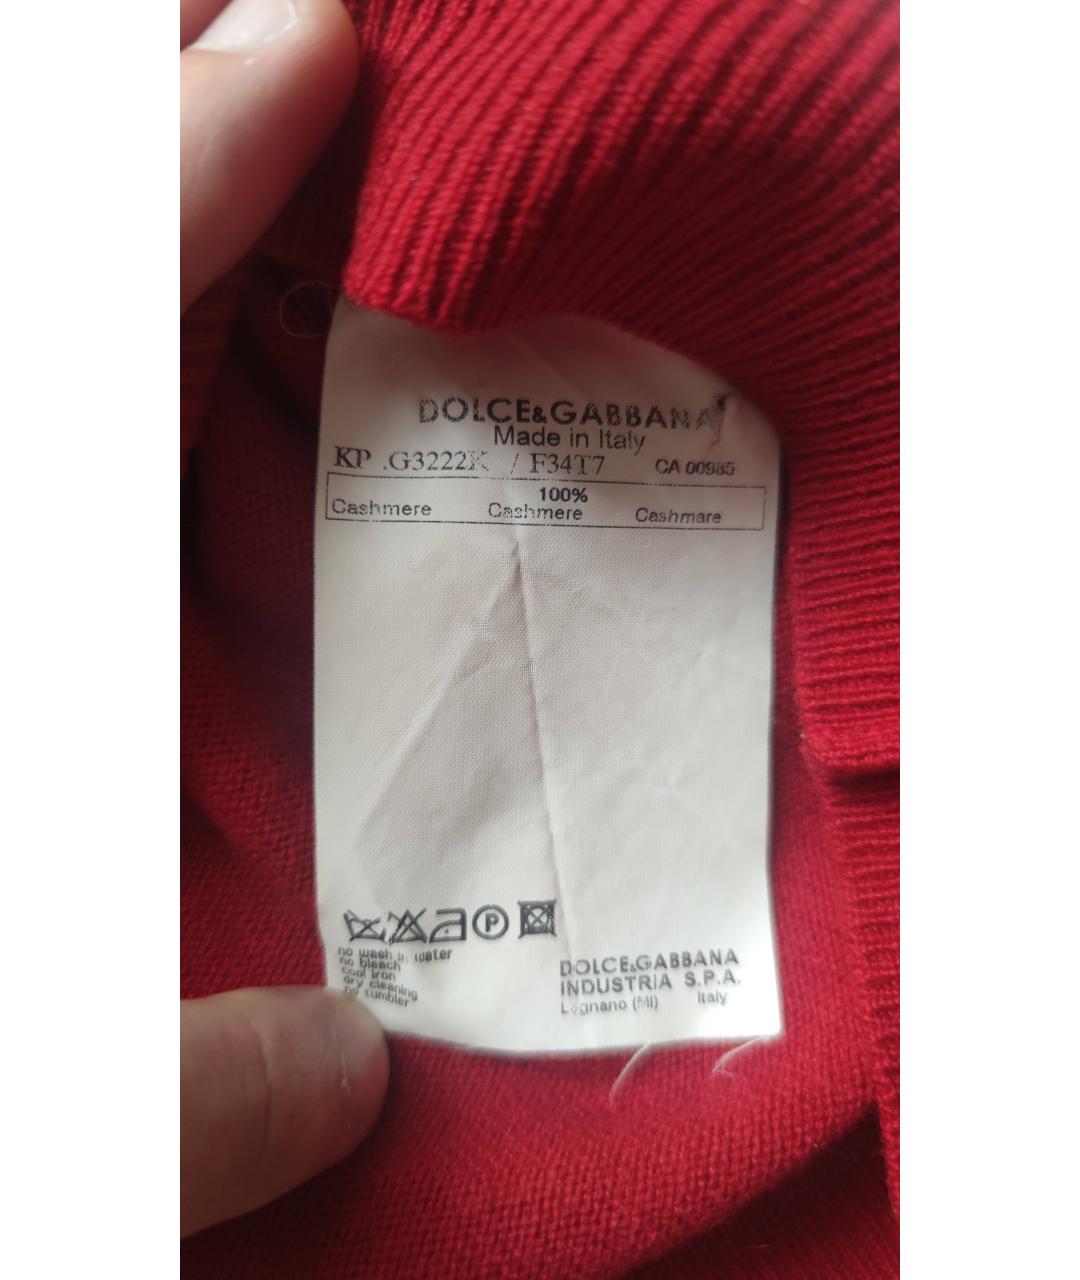 DOLCE&GABBANA
Made in Italy
KP .G3222K / F34T7 CA 00985
100%
Cashmere Cashmere Cashmare
P
no wash in water
no bleach
cool iron
dry cleaning
no tumbler
DOLCE&GABBANA
INDUSTRIA S.P.A.
Legnano (MI) Italy